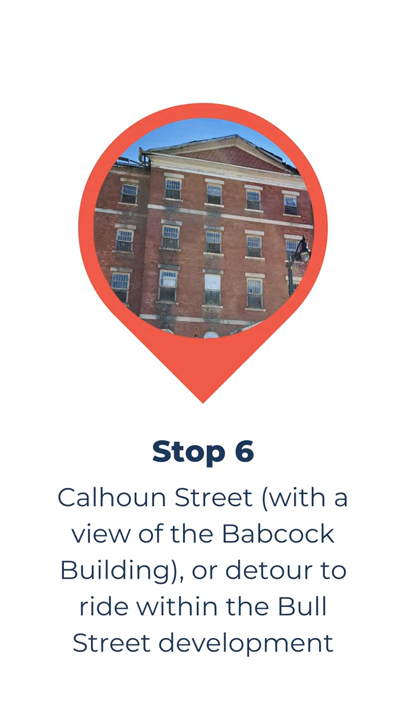 Stop 6
Calhoun Street (with a
view of the Babcock
Building), or detour to
ride within the Bull
Street development